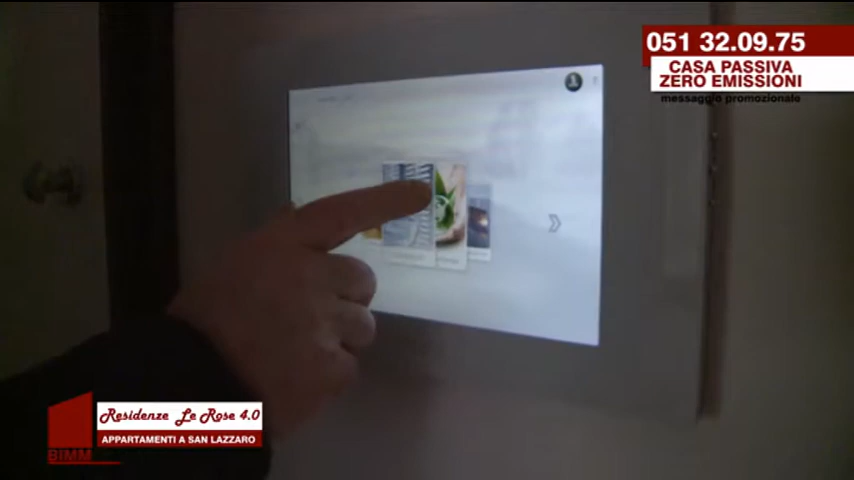 051 32.09.75
CASA PASSIVA
ZERO EMISSIONI
messaggio promozionale
Residenze Le Rose 4.0
APPARTAMENTI A SAN LAZZARO
BIMM